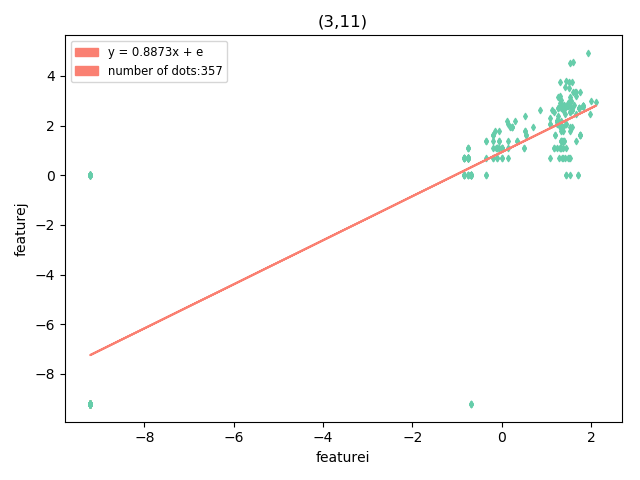 (3,11)
y = 0.8873x + e
number of dots:357
4
2
0
−2
−4
−6
−8
featurej
−8 −6 −4 −2 0 2
featurei